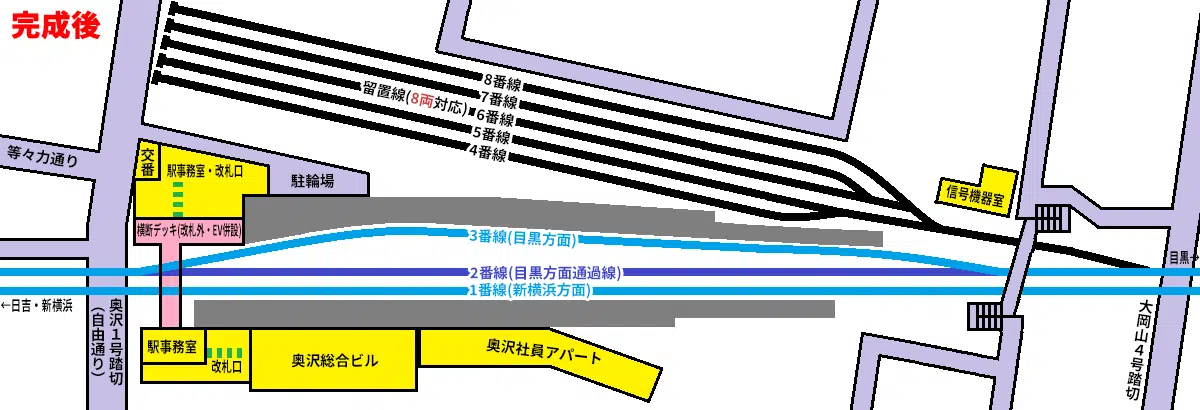 完成後
8番線
7番線
留置線(8両対応)
6番線
5番線
4番線
等々力通り
交番
駅事務室・改札口
駐輪場
信号機器室
横断デッキ(改札外・EV併設)
3番線(目黒方面)
目黒→
2番線(目黒方面通過線)
1番線(新横浜方面)
←日吉・新横浜
奥沢1号踏切
(自由通り)
大岡山4号踏切
駅事務室
改札口
奥沢総合ビル
奥沢社員アパート